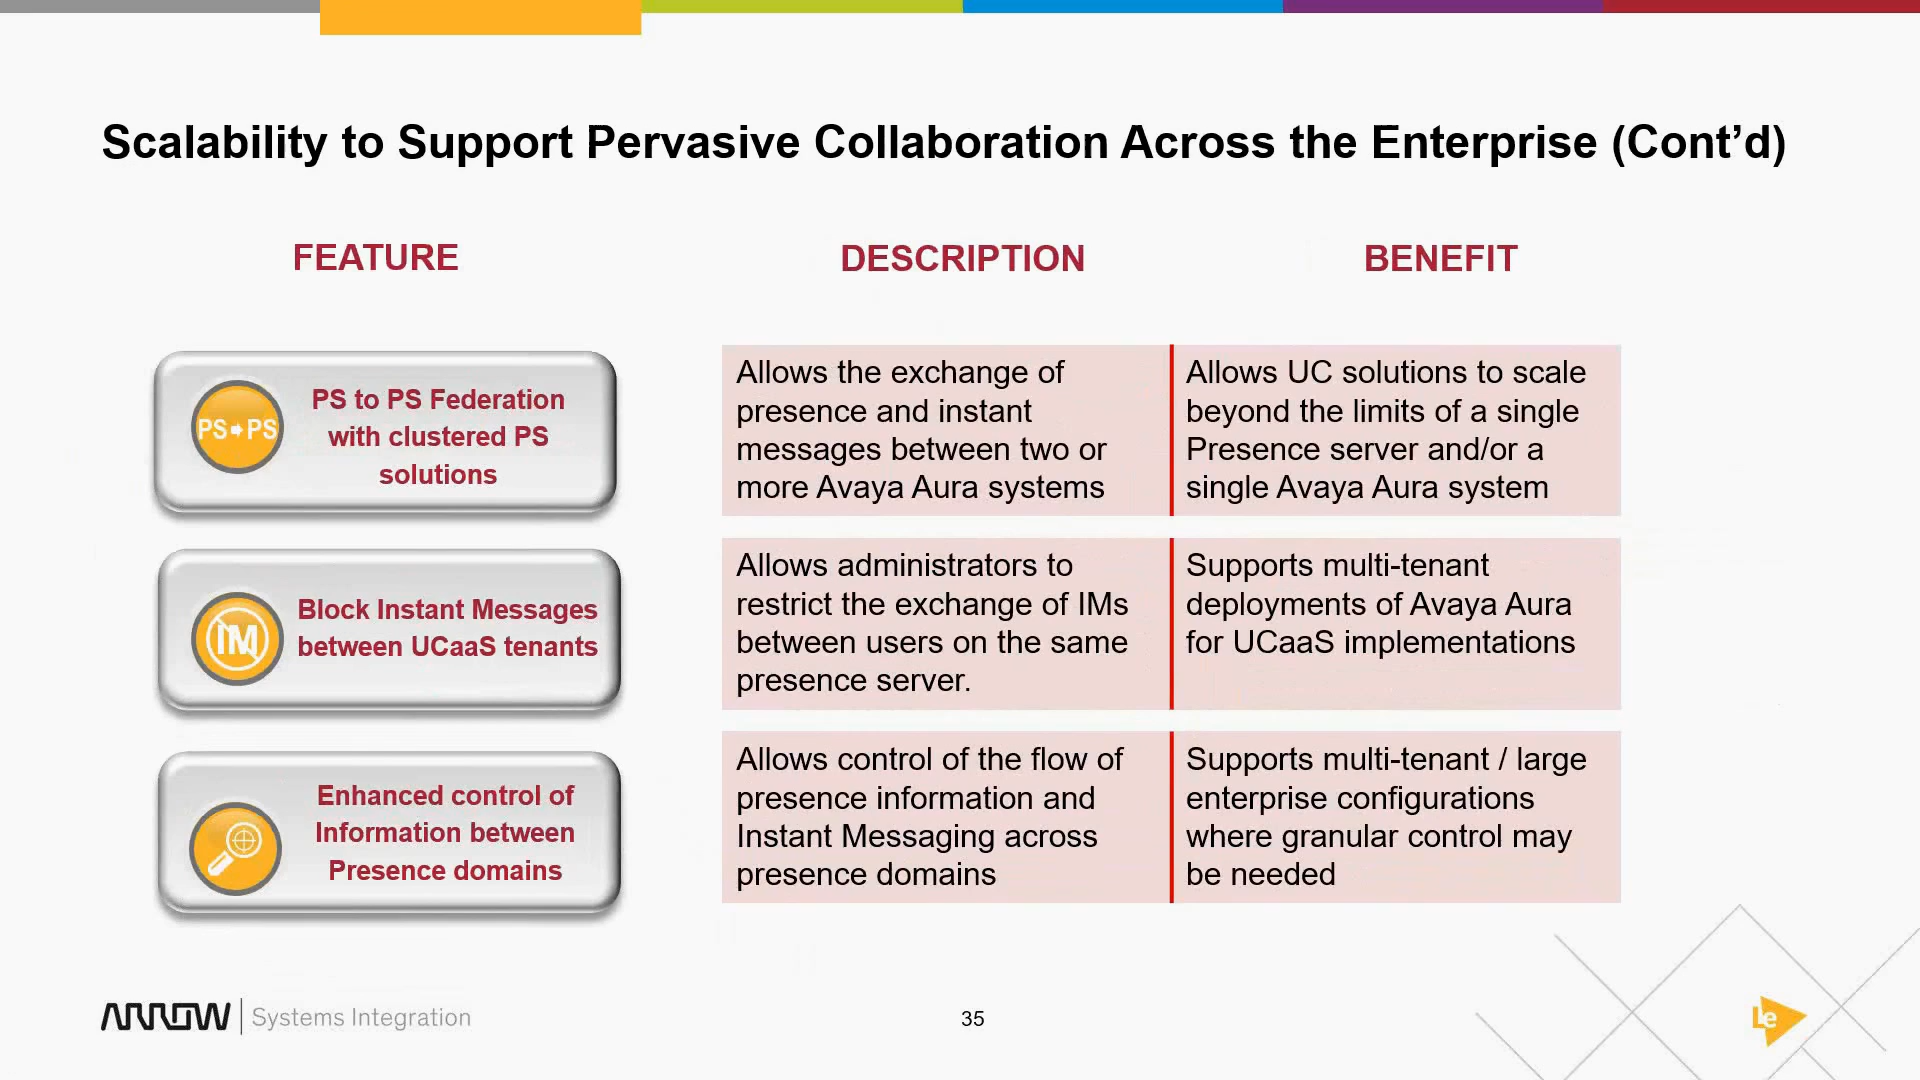 Scalability to Support Pervasive Collaboration Across the Enterprise (Cont’d)
FEATURE
DESCRIPTION
BENEFIT
PS PS
PS to PS Federation
with clustered PS
solutions
Allows the exchange of
presence and instant
messages between two or
more Avaya Aura systems
Allows UC solutions to scale
beyond the limits of a single
Presence server and/or a
single Avaya Aura system
IM
Block Instant Messages
between UCaaS tenants
Allows administrators to
restrict the exchange of IMs
between users on the same
presence server.
Supports multi-tenant
deployments of Avaya Aura
for UCaaS implementations
Enhanced control of
Information between
Presence domains
Allows control of the flow of
presence information and
Instant Messaging across
presence domains
Supports multi-tenant / large
enterprise configurations
where granular control may
be needed
ARROW Systems Integration
35
Le